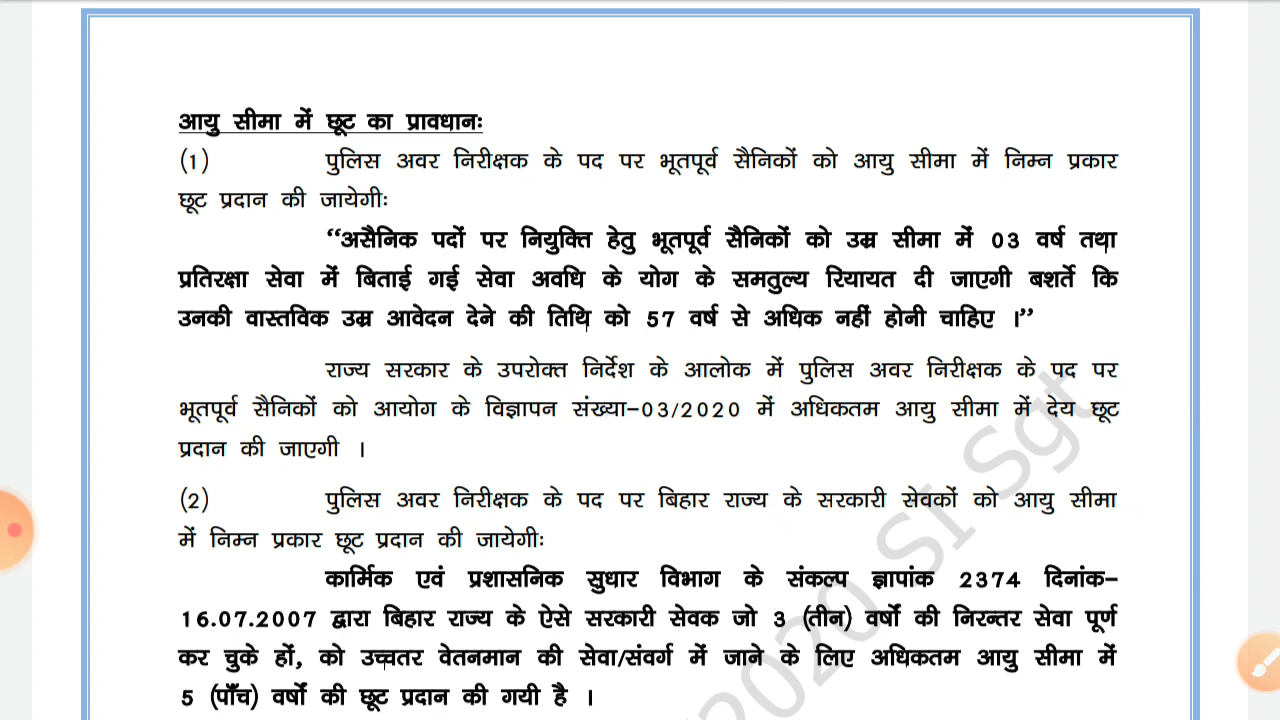 आयु सीमा में छूट का प्रावधानः
(1) पुलिस अवर निरीक्षक के पद पर भूतपूर्व सैनिकों को आयु सीमा में निम्न प्रकार
छूट प्रदान की जायेगीः
“असैनिक पदों पर नियुक्ति हेतु भूतपूर्व सैनिकों को उम्र सीमा में 03 वर्ष तथा
प्रतिरक्षा सेवा में बिताई गई सेवा अवधि के योग के समतुल्य रियायत दी जाएगी बशर्ते कि
उनकी वास्तविक उम्र आवेदन देने की तिथि को 57 वर्ष से अधिक नहीं होनी चाहिए ।”
राज्य सरकार के उपरोक्त निर्देश के आलोक में पुलिस अवर निरीक्षक के पद पर
भूतपूर्व सैनिकों को आयोग के विज्ञापन संख्या-03/2020 में अधिकतम आयु सीमा में देय छूट
प्रदान की जाएगी ।
(2) पुलिस अवर निरीक्षक के पद पर बिहार राज्य के सरकारी सेवकों को आयु सीमा
में निम्न प्रकार छूट प्रदान की जायेगीः
कार्मिक एवं प्रशासनिक सुधार विभाग के संकल्प ज्ञापांक 2374 दिनांक-
16.07.2007 द्वारा बिहार राज्य के ऐसे सरकारी सेवक जो 3 (तीन) वर्षों की निरन्तर सेवा पूर्ण
कर चुके हों, को उच्चतर वेतनमान की सेवा/संवर्ग में जाने के लिए अधिकतम आयु सीमा में
5 (पाँच) वर्षों की छूट प्रदान की गयी है ।
2020 SI Sgt